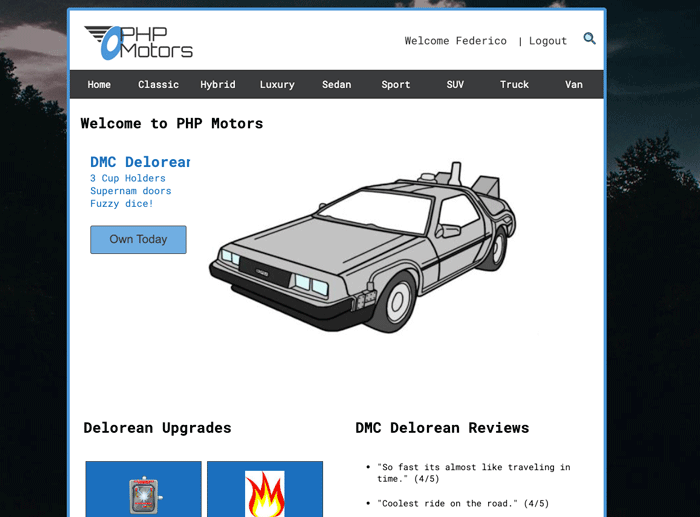 PHP
Motors
Welcome Federico | Logout
Home Classic Hybrid Luxury Sedan Sport SUV Truck Van
Welcome to PHP Motors
DMC Delorean
3 Cup Holders
Supernam doors
Fuzzy dice!
Own Today
Delorean Upgrades
DMC Delorean Reviews
• "So fast its almost like traveling in
time." (4/5)
• "Coolest ride on the road." (4/5)